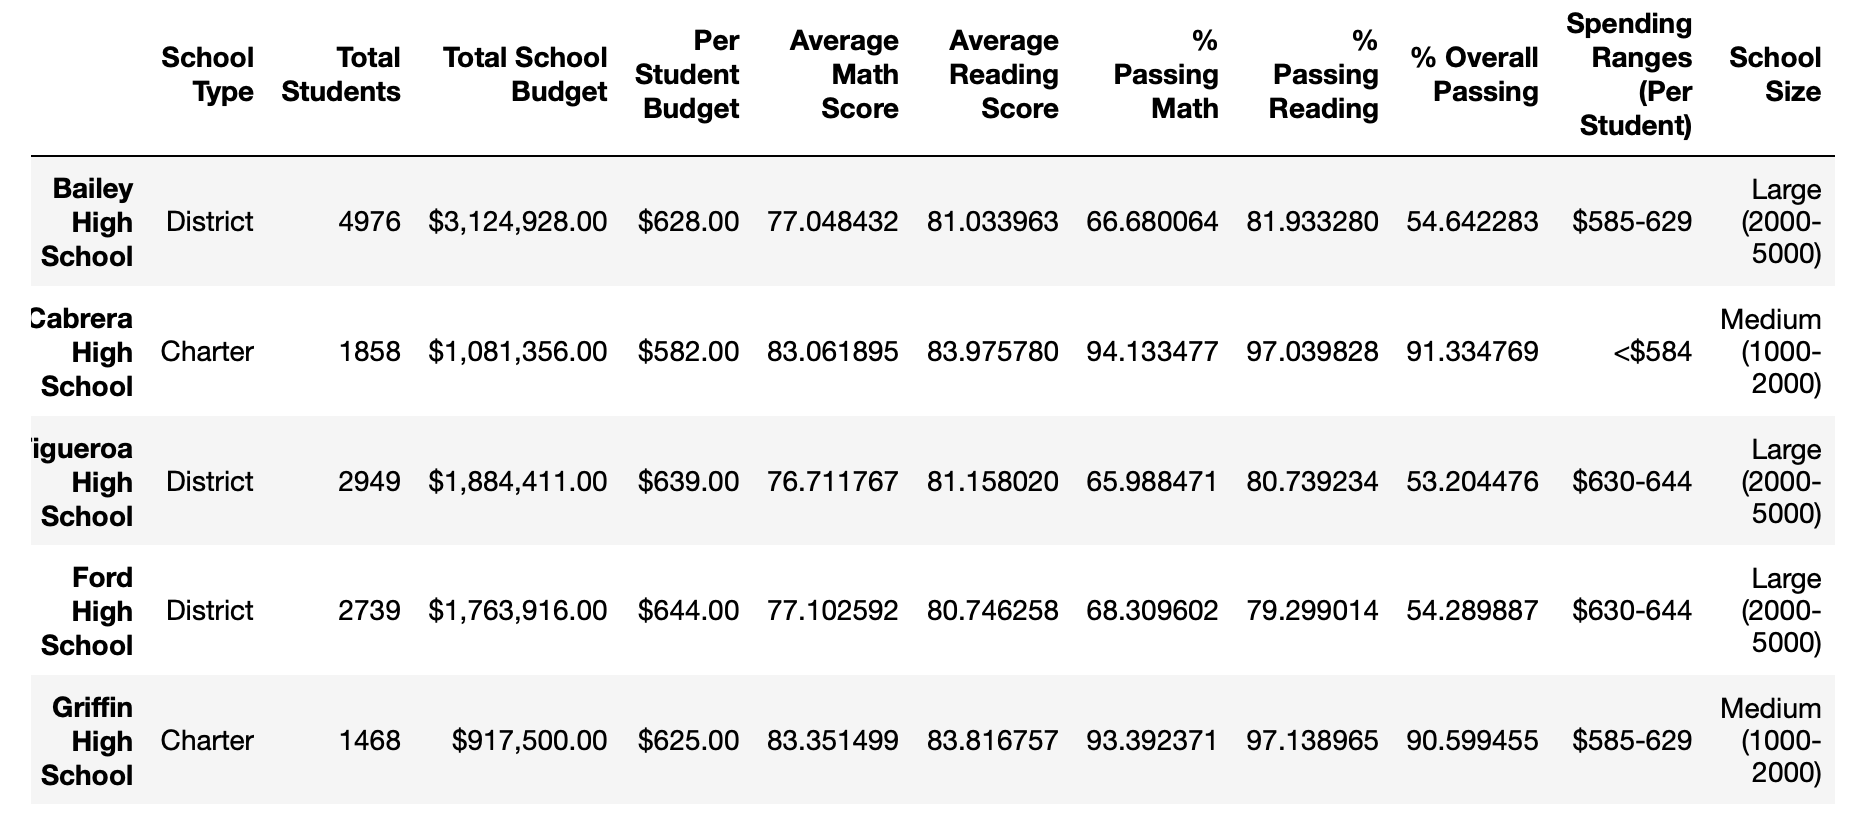 School Type Total Students Total School Budget Per Student Budget Average Math Score Average Reading Score % Passing Math % Passing Reading % Overall Passing Spending Ranges (Per Student) School Size
Bailey High School District 4976 $3,124,928.00 $628.00 77.048432 81.033963 66.680064 81.933280 54.642283 $585-629 Large (2000-5000)
Cabrera High School Charter 1858 $1,081,356.00 $582.00 83.061895 83.975780 94.133477 97.039828 91.334769 <$584 Medium (1000-2000)
igueroa High School District 2949 $1,884,411.00 $639.00 76.711767 81.158020 65.988471 80.739234 53.204476 $630-644 Large (2000-5000)
Ford High School District 2739 $1,763,916.00 $644.00 77.102592 80.746258 68.309602 79.299014 54.289887 $630-644 Large (2000-5000)
Griffin High School Charter 1468 $917,500.00 $625.00 83.351499 83.816757 93.392371 97.138965 90.599455 $585-629 Medium (1000-2000)